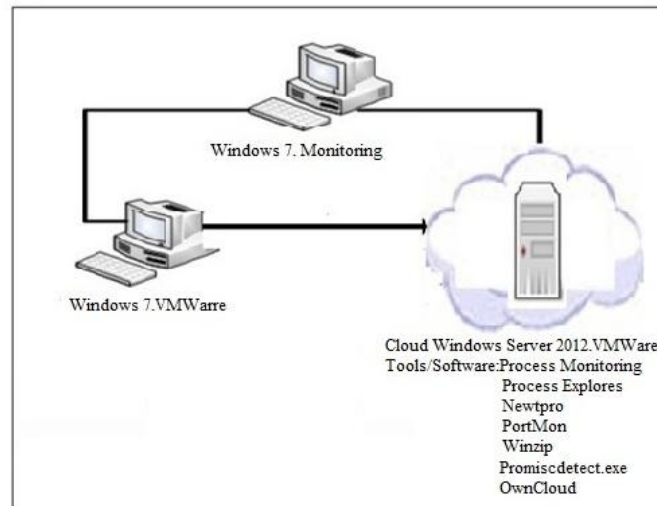 Windows 7. Monitoring
Windows 7.VMWarre
Cloud Windows Server 2012.VMWare
Tools/Software:Process Monitoring
Process Explores
Newtpro
PortMon
Winzip
Promiscdetect.exe
OwnCloud